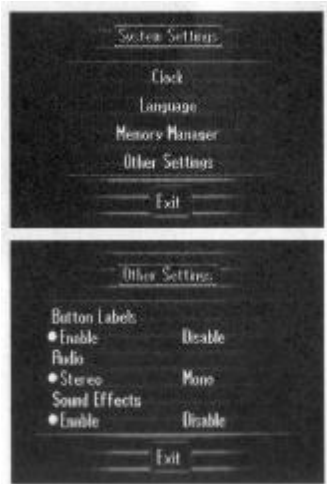 System Settings
Clock
Language
Memory Manager
Other Settings
Exit
Other Settings
Button Labels
Enable Disable
Audio
Stereo Mono
Sound Effects
Enable Disable
Exit